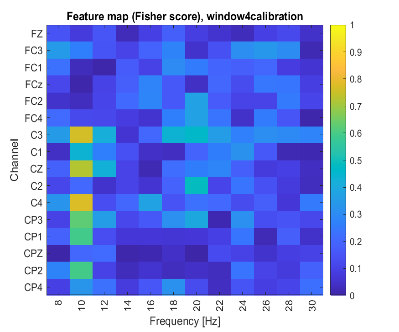 Feature map (Fisher score), window4calibration
FZ
FC3
FC1
FCz
FC2
FC4
C3
C1
CZ
C2
C4
CP3
CP1
CPZ
CP2
CP4
Channel
8 10 12 14 16 18 20 22 24 26 28 30
Frequency [Hz]
1
0.9
0.8
0.7
0.6
0.5
0.4
0.3
0.2
0.1
0